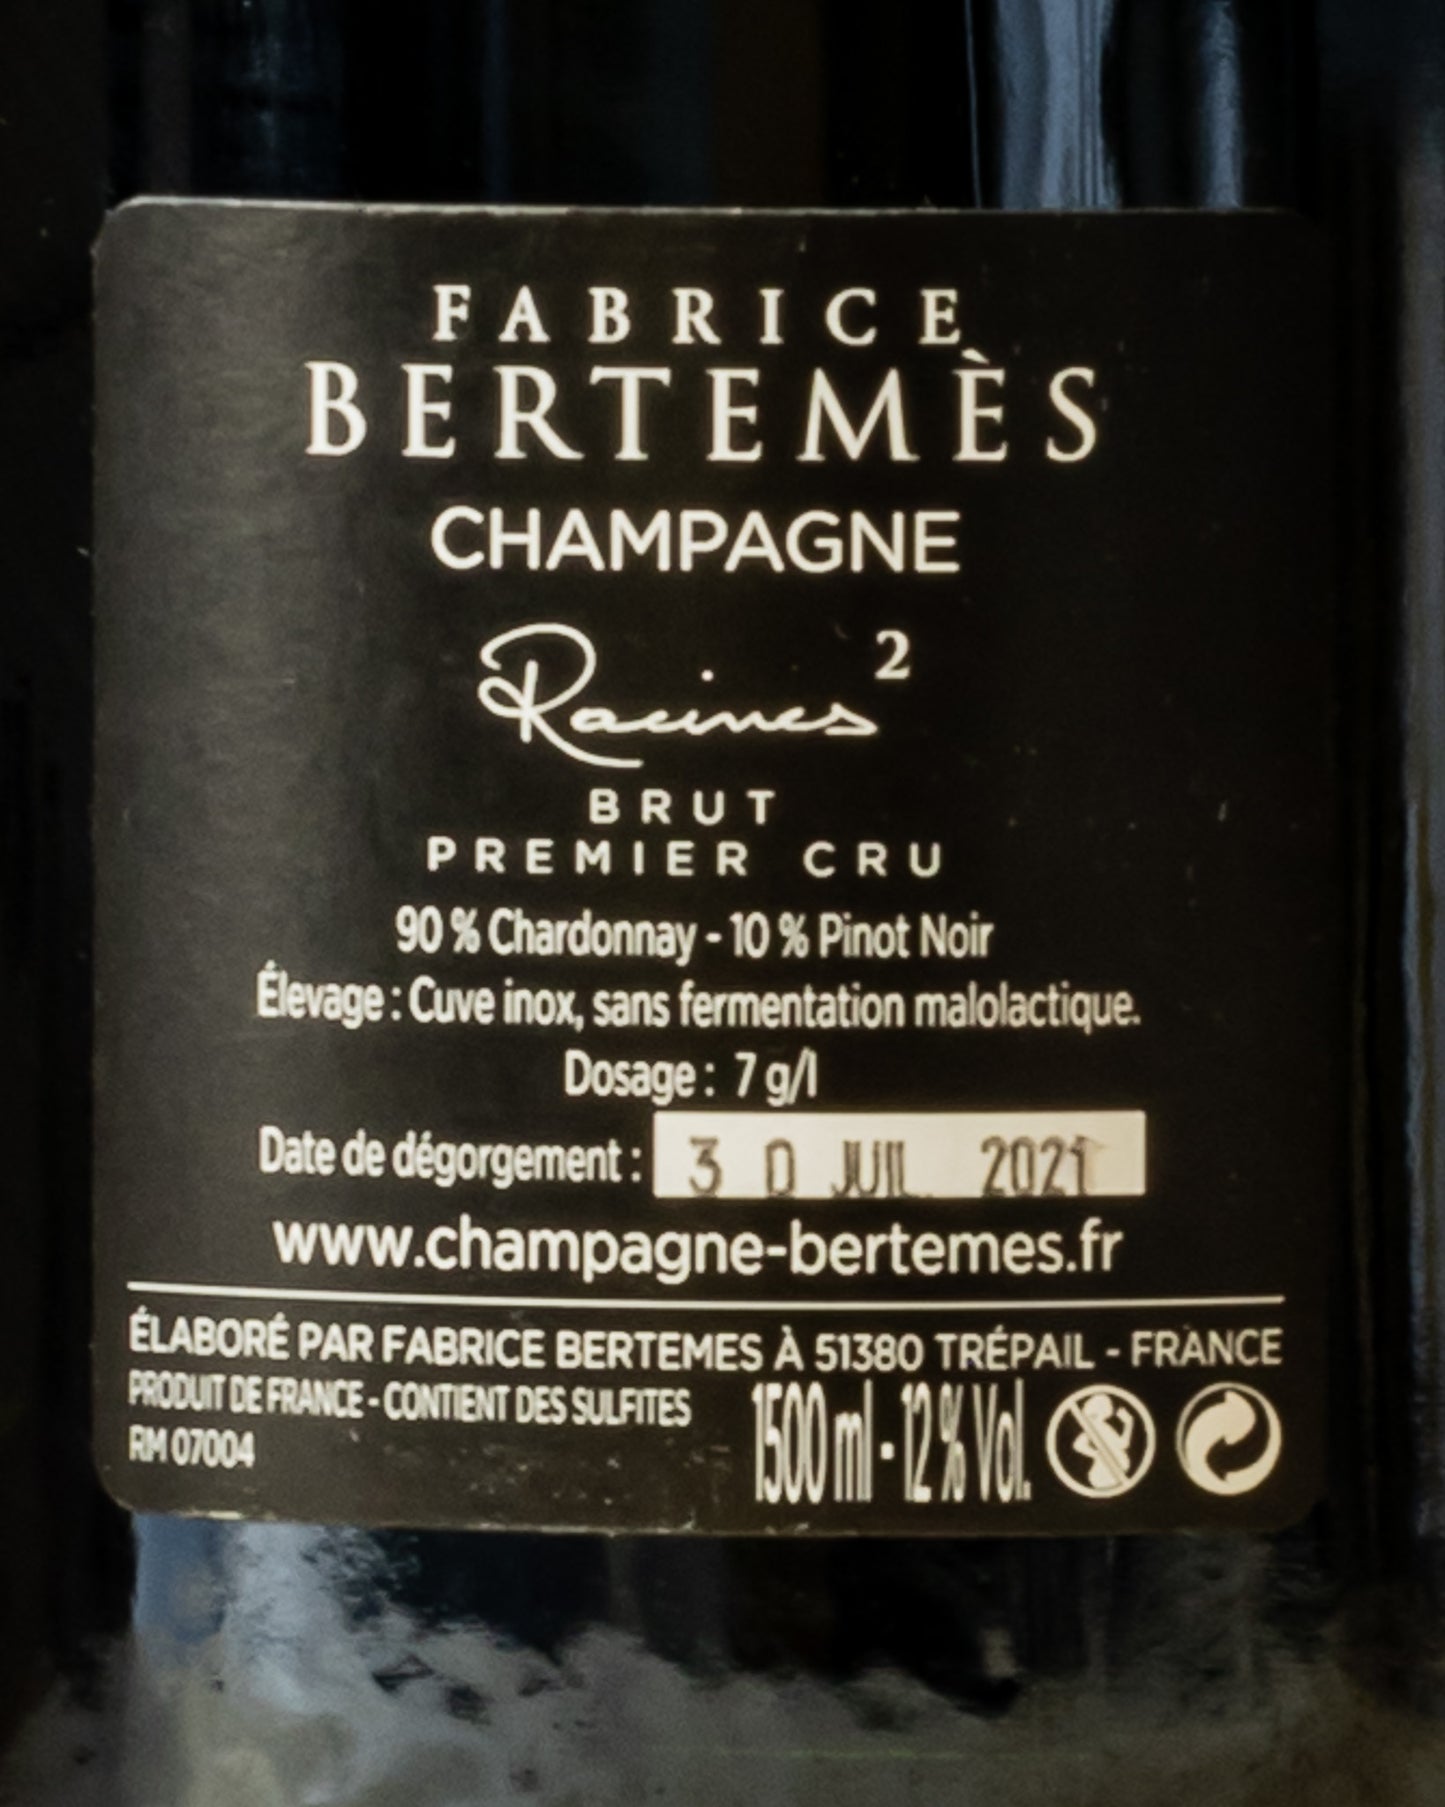 FABRICE
BERTEMÈS
CHAMPAGNE
Racines²
BRUT
PREMIER CRU
90 % Chardonnay - 10 % Pinot Noir
Élevage : Cuve inox, sans fermentation malolactique.
Dosage : 7 g/l
Date de dégorgement : 30 JUIL 2021
www.champagne-bertemes.fr
ÉLABORÉ PAR FABRICE BERTEMES À 51380 TRÉPAIL - FRANCE
PRODUIT DE FRANCE - CONTIENT DES SULFITES
RM 07004
1500 ml - 12 % Vol.